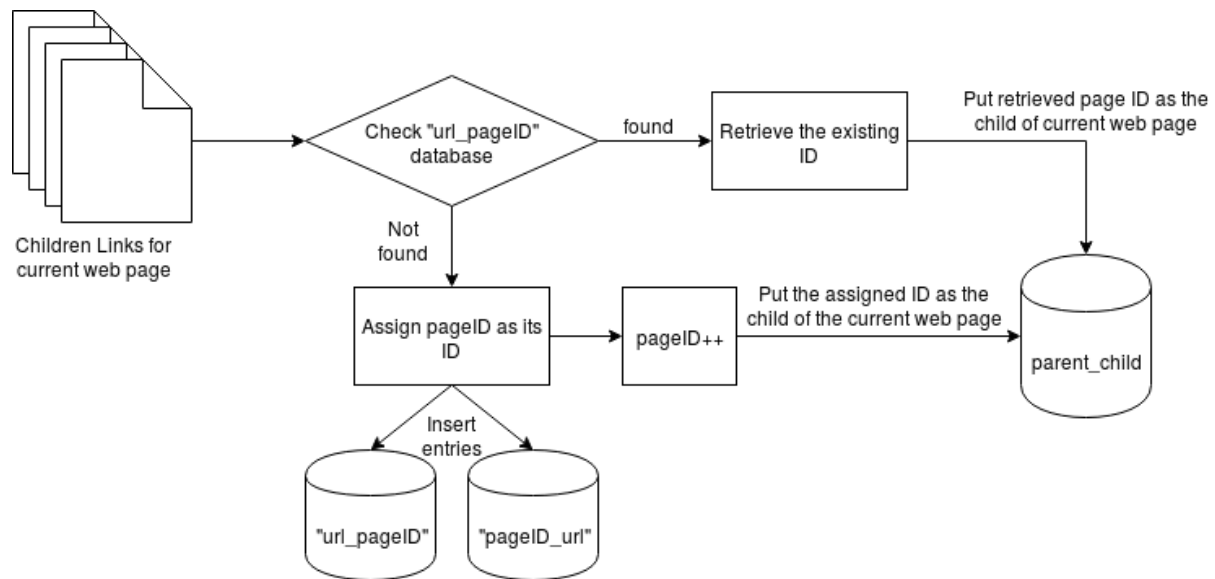 Children Links for
current web page
Check "url_pageID"
database
found
Retrieve the existing
ID
Put retrieved page ID as the
child of current web page
Not
found
Assign pageID as its
ID
pageID++
Put the assigned ID as the
child of the current web page
parent_child
Insert
entries
"url_pageID"
"pageID_url"